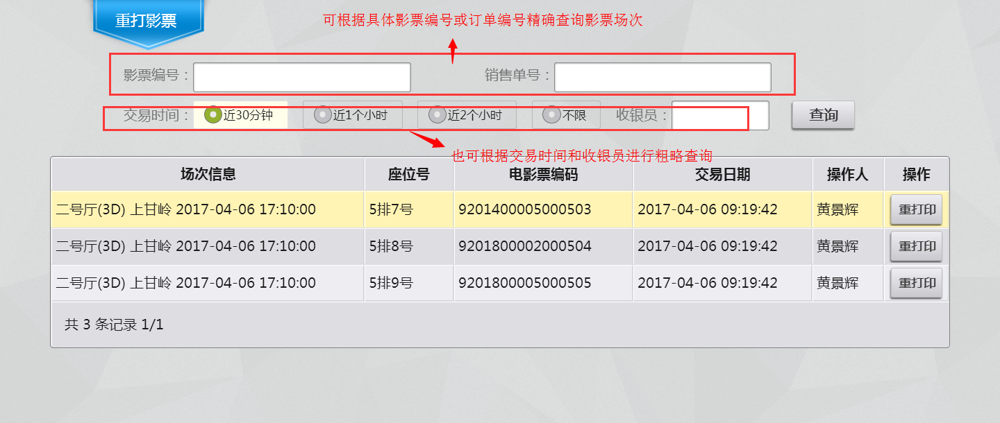 重打影票
可根据具体影票编号或订单编号精确查询影票场次
影票编号： 销售单号：
交易时间： 近30分钟 近1个小时 近2个小时 不限 收银员： 查询
也可根据交易时间和收银员进行粗略查询
场次信息 座位号 电影票编码 交易日期 操作人 操作
二号厅(3D) 上甘岭 2017-04-06 17:10:00 5排7号 9201400005000503 2017-04-06 09:19:42 黄景辉 重打印
二号厅(3D) 上甘岭 2017-04-06 17:10:00 5排8号 9201800002000504 2017-04-06 09:19:42 黄景辉 重打印
二号厅(3D) 上甘岭 2017-04-06 17:10:00 5排9号 9201800005000505 2017-04-06 09:19:42 黄景辉 重打印
共 3 条记录 1/1